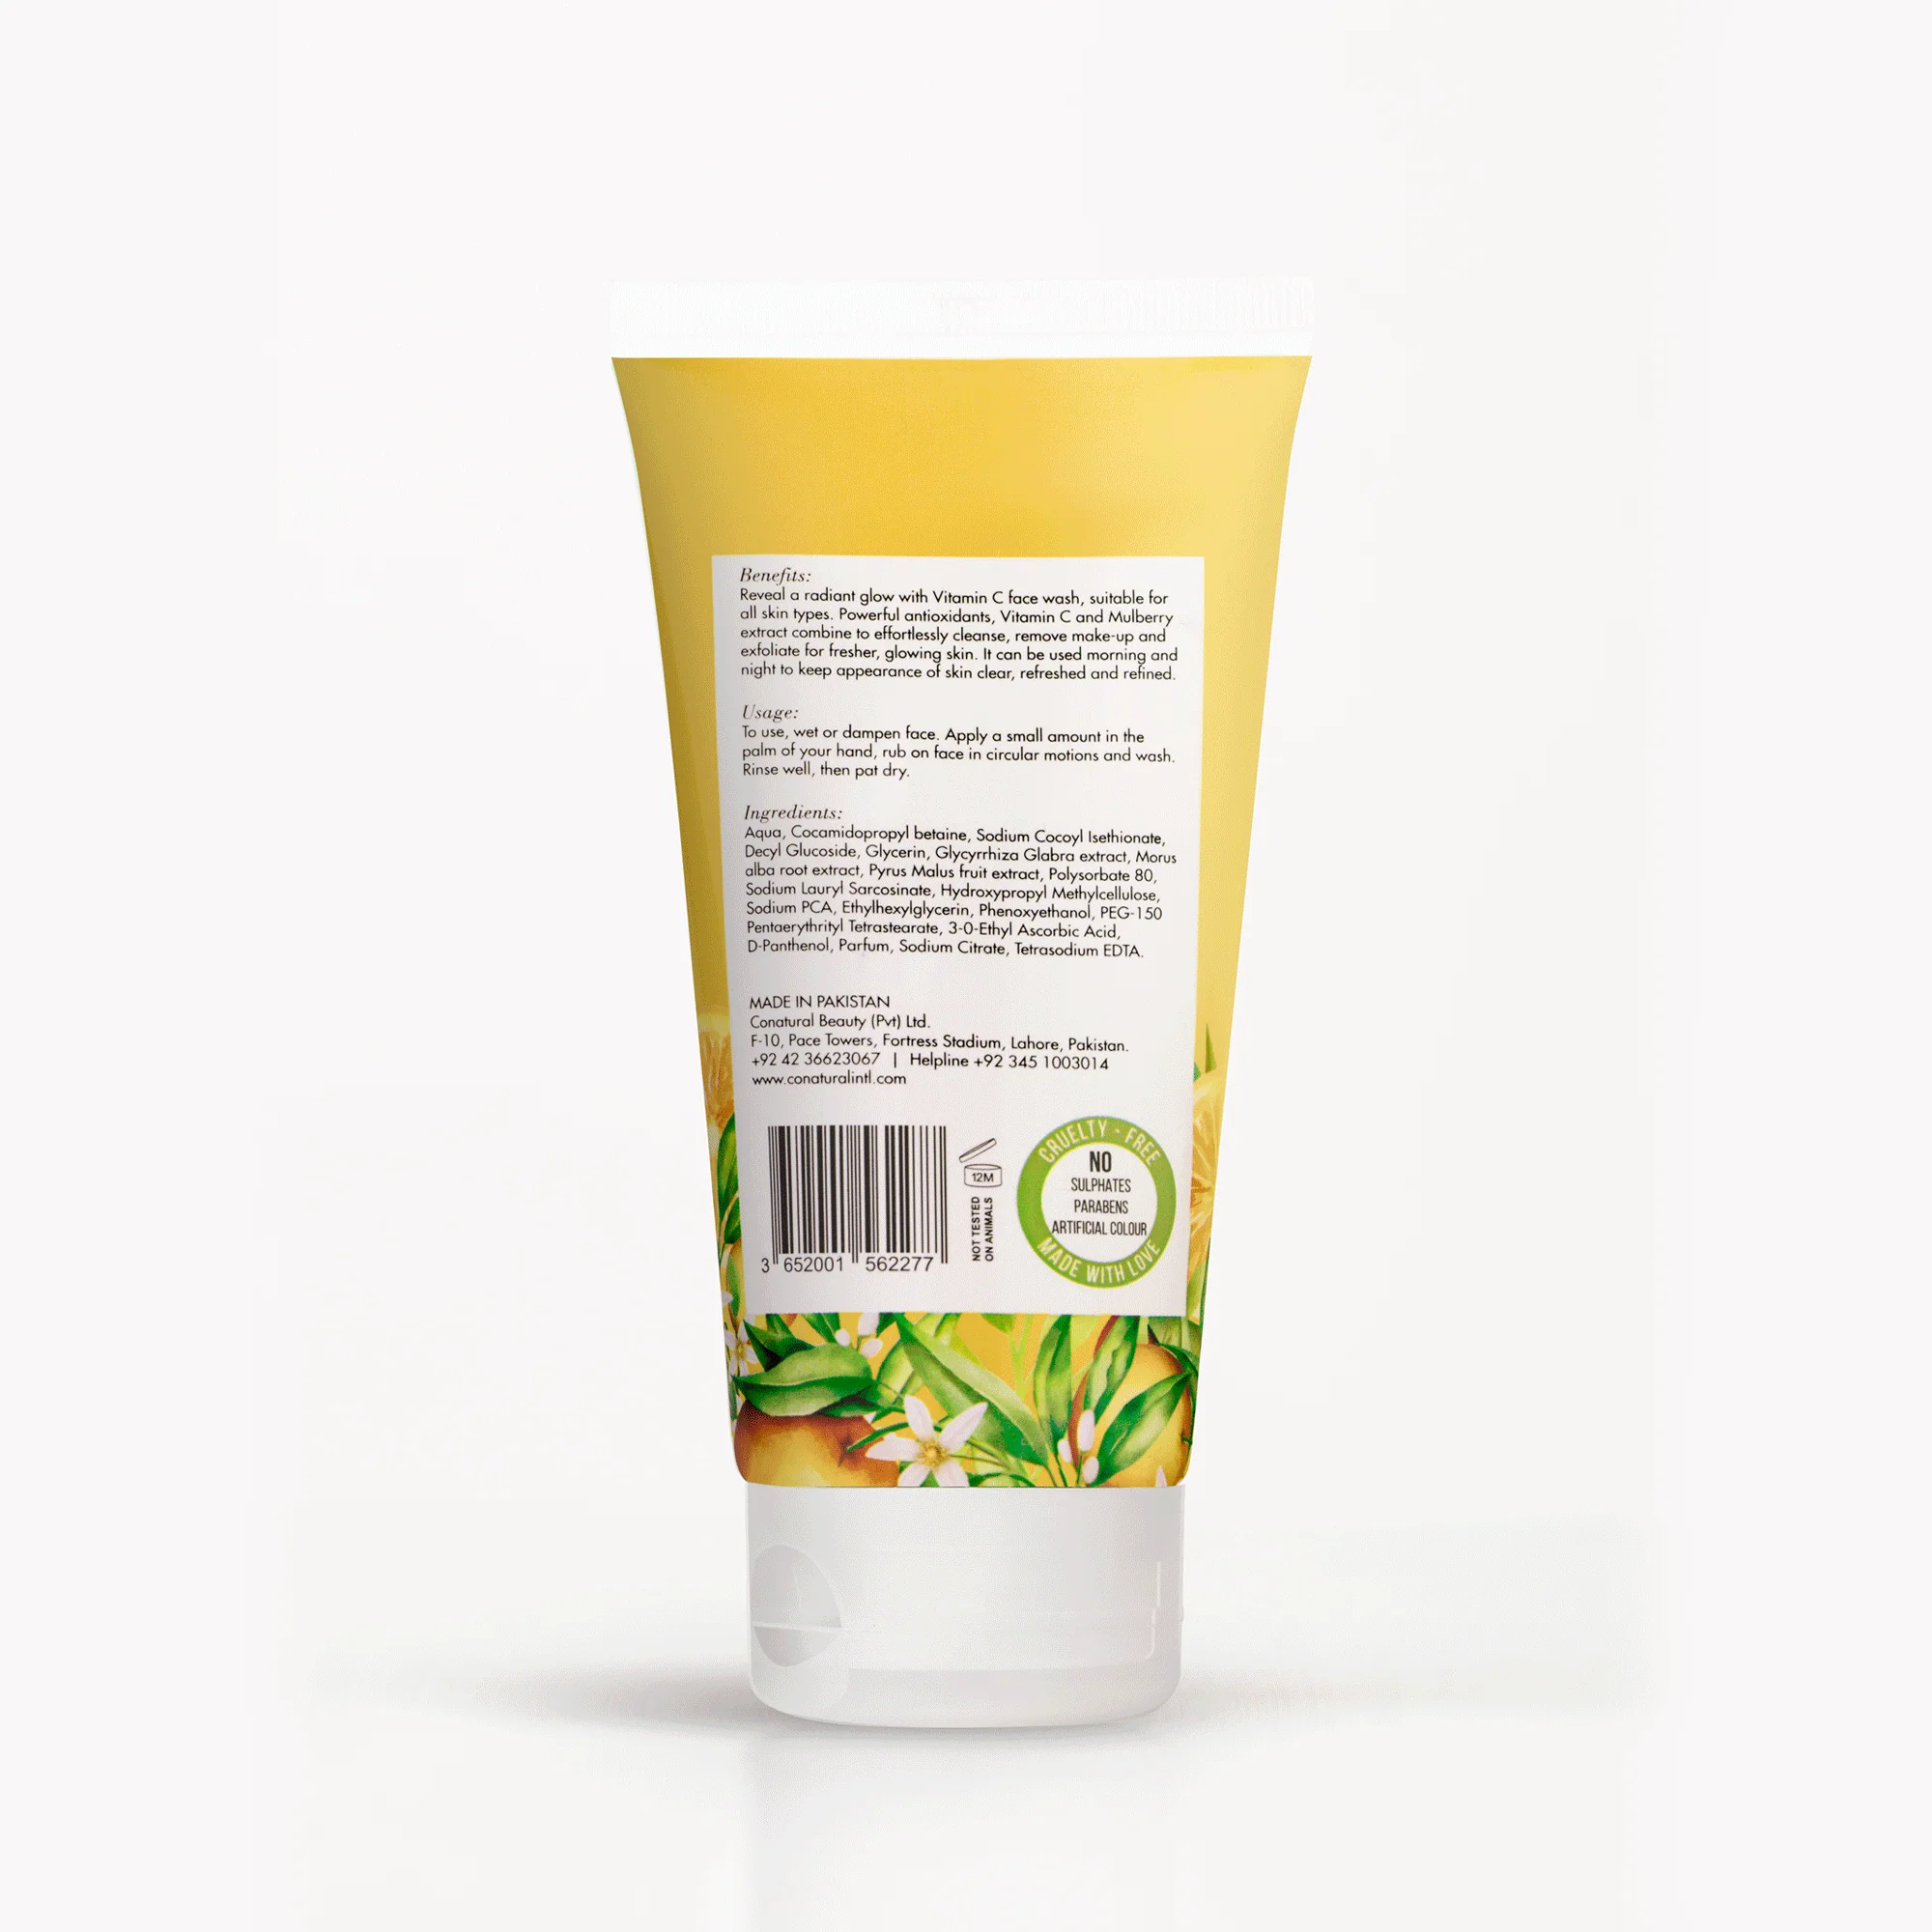 Benefits:
Reveal a radiant glow with Vitamin C face wash, suitable for
all skin types. Powerful antioxidants, Vitamin C and Mulberry
extract combine to effortlessly cleanse, remove make-up and
exfoliate for fresher, glowing skin. It can be used morning and
night to keep appearance of skin clear, refreshed and refined.
Usage:
To use, wet or dampen face. Apply a small amount in the
palm of your hand, rub on face in circular motions and wash.
Rinse well, then pat dry.
Ingredients:
Aqua, Cocamidopropyl betaine, Sodium Cocoyl Isethionate,
Decyl Glucoside, Glycerin, Glycyrrhiza Glabra extract, Morus
alba root extract, Pyrus Malus fruit extract, Polysorbate 80,
Sodium Lauryl Sarcosinate, Hydroxypropyl Methylcellulose,
Sodium PCA, Ethylhexylglycerin, Phenoxyethanol, PEG-150
Pentaerythrityl Tetrastearate, 3-0-Ethyl Ascorbic Acid,
D-Panthenol, Parfum, Sodium Citrate, Tetrasodium EDTA.
MADE IN PAKISTAN
Conatural Beauty (Pvt) Ltd.
F-10, Pace Towers, Fortress Stadium, Lahore, Pakistan.
+92 42 36623067 | Helpline +92 345 1003014
www.conaturalintl.com
3 652001 562277
12M
NOT TESTED
ON ANIMALS
CRUELTY - FREE
NO
SULPHATES
PARABENS
ARTIFICIAL COLOUR
MADE WITH LOVE